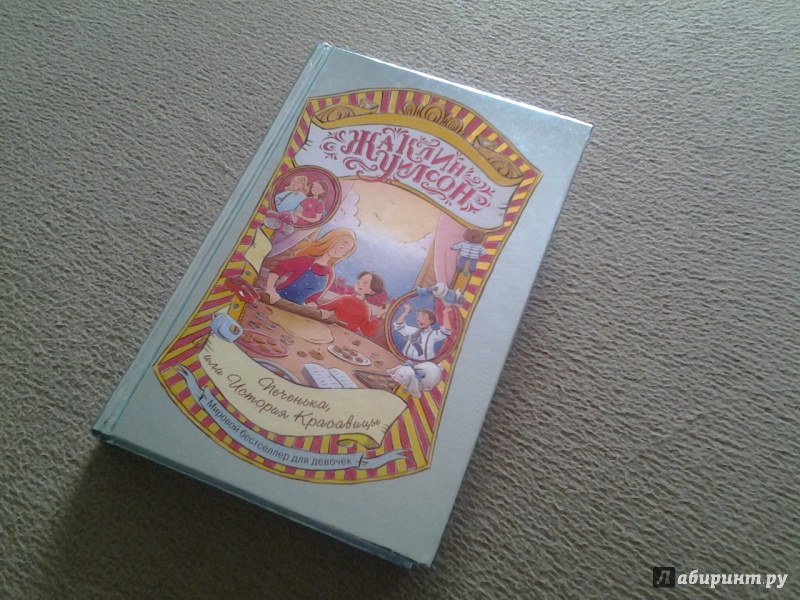 ЖАКЛИН
УИЛСОН
Печенька,
или История Красавицы
Мировой бестселлер для девочек
Лабиринт.ру